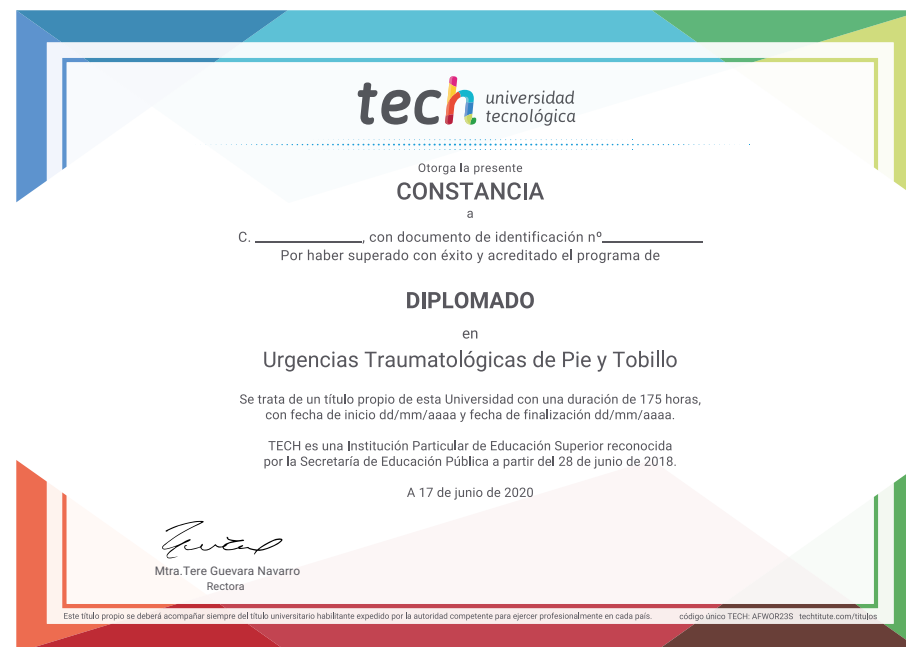 tech universidad
tecnológica
Otorga la presente
CONSTANCIA
a
C. ____________, con documento de identificación nº____________
Por haber superado con éxito y acreditado el programa de
DIPLOMADO
en
Urgencias Traumatológicas de Pie y Tobillo
Se trata de un título propio de esta Universidad con una duración de 175 horas,
con fecha de inicio dd/mm/aaaa y fecha de finalización dd/mm/aaaa.
TECH es una Institución Particular de Educación Superior reconocida
por la Secretaría de Educación Pública a partir del 28 de junio de 2018.
A 17 de junio de 2020
Mtra.Tere Guevara Navarro
Rectora
Este título propio se deberá acompañar siempre del título universitario habilitante expedido por la autoridad competente para ejercer profesionalmente en cada país. código único TECH: AFWOR23S techtitute.com/titulos